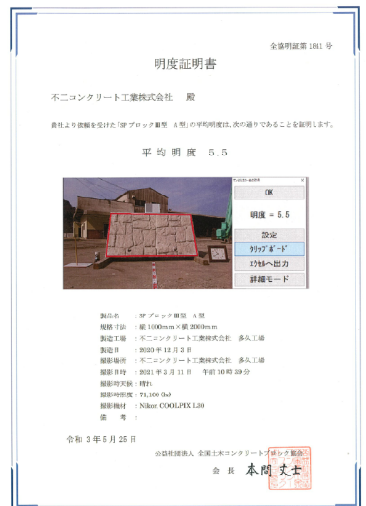 全協明証第1811号
明度証明書
不二コンクリート工業株式会社 殿
貴社より依頼を受けた「SFブロックⅢ型 A型」の平均明度は、次の通りであることを証明します。
平均明度 5.5
OK
明度 = 5.5
設定
クリップボード
エクセルへ出力
詳細モード
製品名 : SFブロックⅢ型 A型
規格寸法 : 縦1000mm×横2000mm
製造工場 : 不二コンクリート工業株式会社 多久工場
製造日 : 2020年12月3日
撮影場所 : 不二コンクリート工業株式会社 多久工場
撮影日時 : 2021年3月11日 午前10時39分
撮影時天候 : 晴れ
撮影時照度 : 74,100 (lx)
撮影機材 : Nikon COOLPIX L30
備考 :
令和3年5月25日
公益社団法人 全国土木コンクリートブロック協会
会長 本間丈士